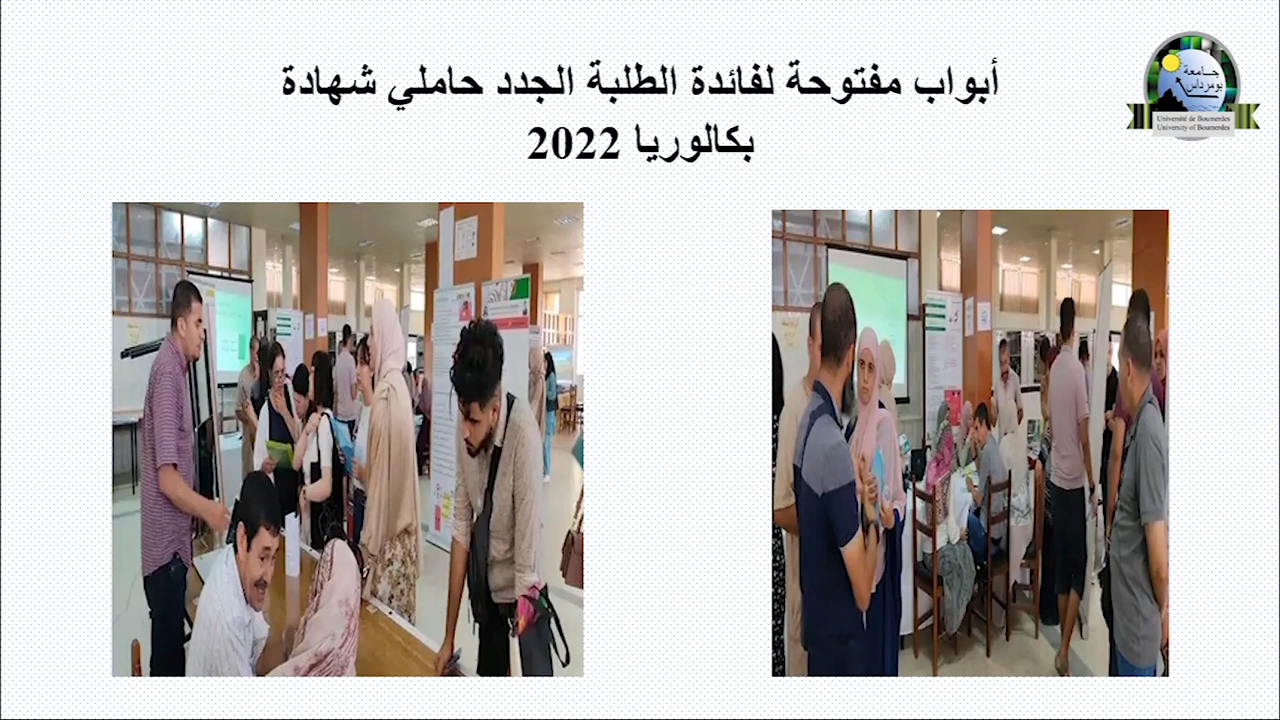 أبواب مفتوحة لفائدة الطلبة الجدد حاملي شهادة
بكالوريا 2022
جامعة
بومرداس
Université de Boumerdes
University of Boumerdes